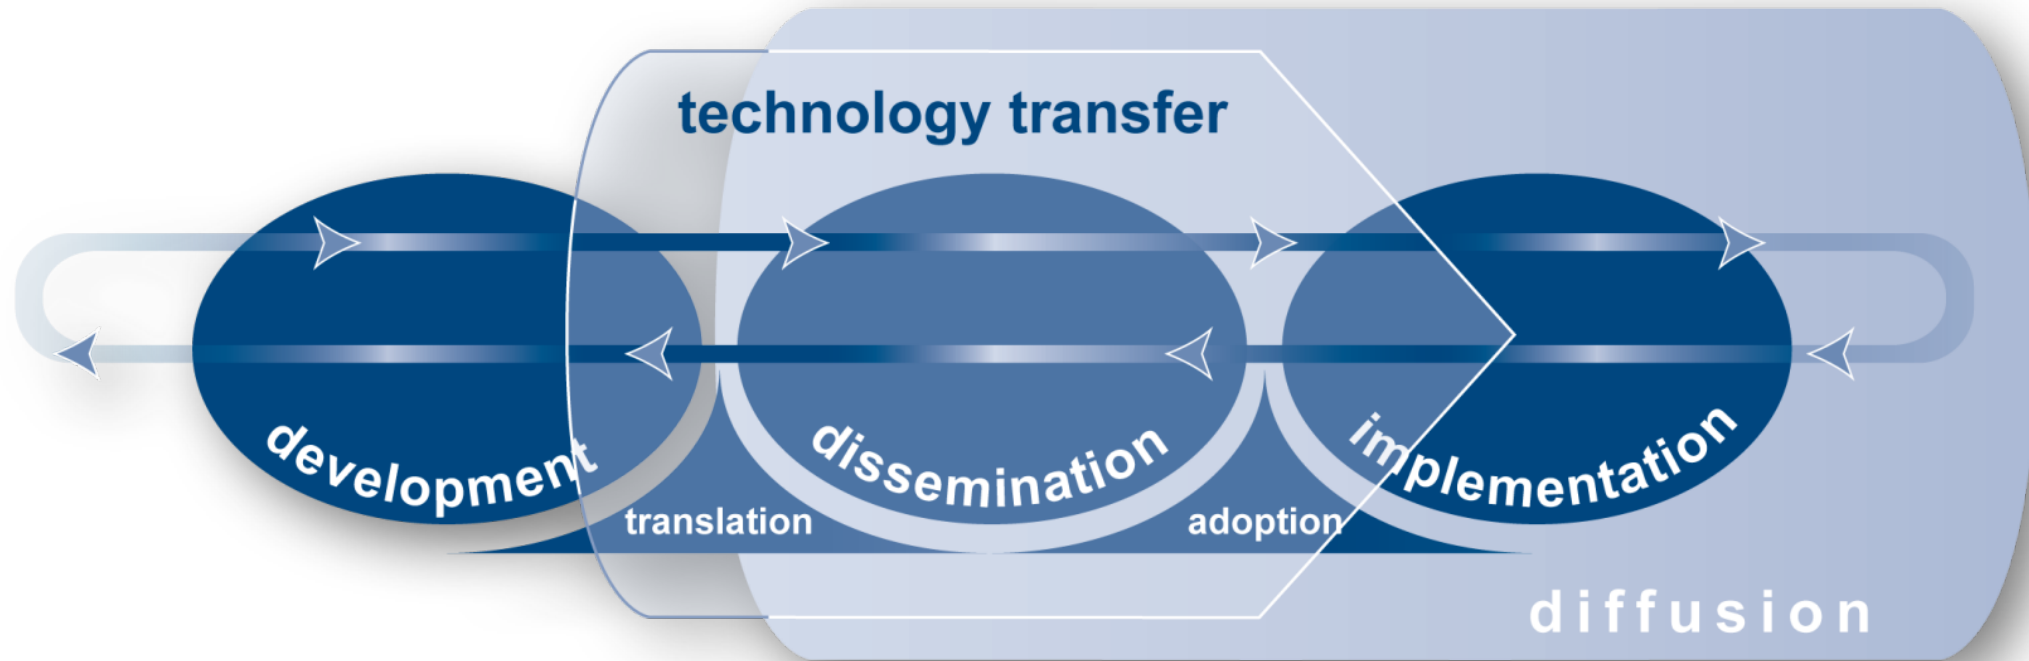 technology transfer
development
dissemination
implementation
translation
adoption
diffusion